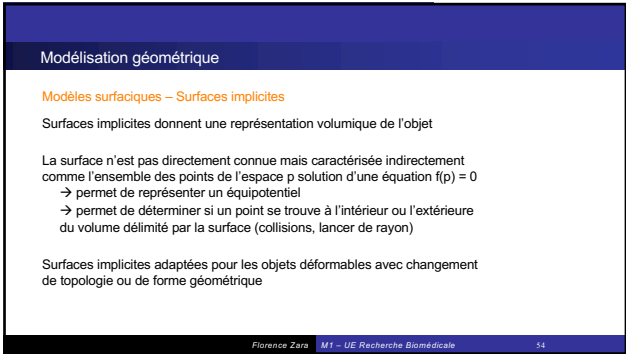 Modélisation géométrique
Modèles surfaciques – Surfaces implicites
Surfaces implicites donnent une représentation volumique de l'objet
La surface n'est pas directement connue mais caractérisée indirectement
comme l'ensemble des points de l'espace p solution d'une équation f(p) = 0
→ permet de représenter un équipotentiel
→ permet de déterminer si un point se trouve à l'intérieur ou l'extérieure
du volume délimité par la surface (collisions, lancer de rayon)
Surfaces implicites adaptées pour les objets déformables avec changement
de topologie ou de forme géométrique
Florence Zara M1 – UE Recherche Biomédicale 54